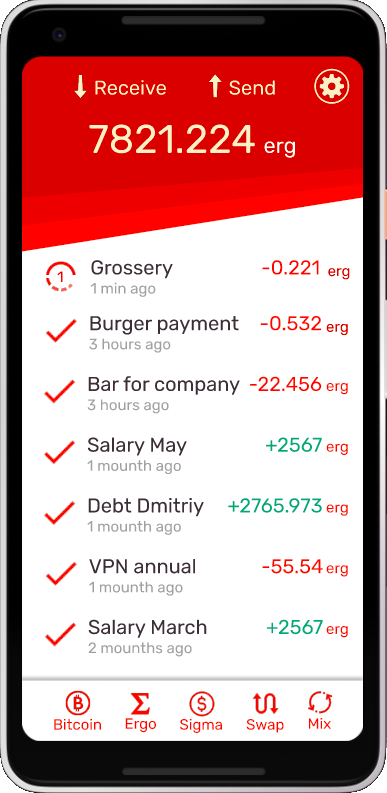 Receive Send
7821.224 erg
Grossery -0.221 erg
1
1 min ago
Burger payment -0.532 erg
3 hours ago
Bar for company -22.456 erg
3 hours ago
Salary May +2567 erg
1 mounth ago
Debt Dmitriy +2765.973 erg
1 mounth ago
VPN annual -55.54 erg
1 mounth ago
Salary March +2567 erg
2 mounths ago
Bitcoin Ergo Sigma Swap Mix